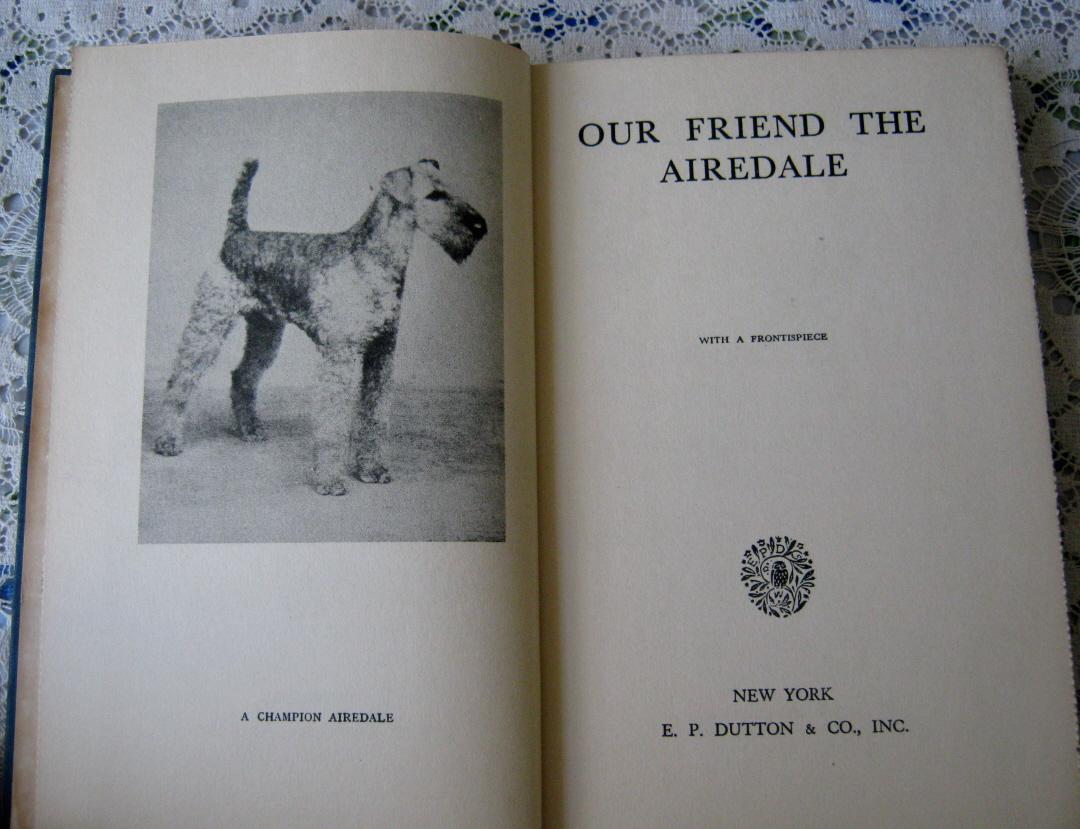 A CHAMPION AIREDALE
OUR FRIEND THE
AIREDALE
WITH A FRONTISPIECE
NEW YORK
E. P. DUTTON & CO., INC.